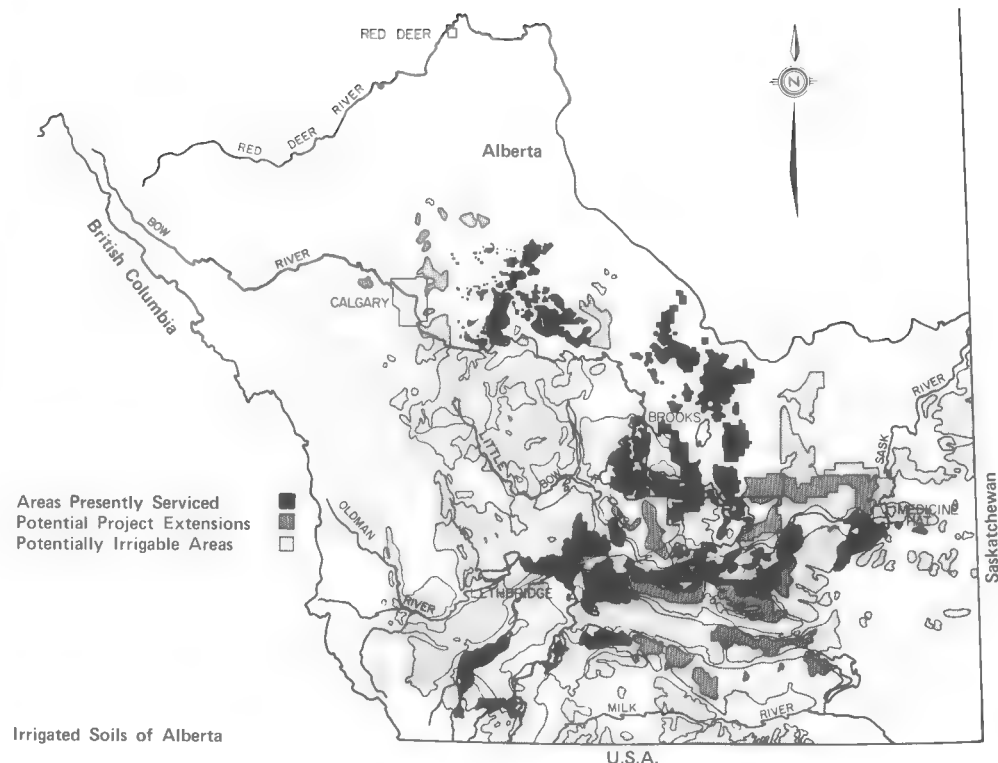 RED DEER
N
RED DEER RIVER
Alberta
BOW RIVER
British Columbia
CALGARY
BROOKS
RIVER
SASK
LITTLE BOW
Areas Presently Serviced
Potential Project Extensions
Potentially Irrigable Areas
MEDICINE HAT
OLDMAN RIVER
Saskatchewan
LETHBRIDGE
MILK RIVER
Irrigated Soils of Alberta
U.S.A.